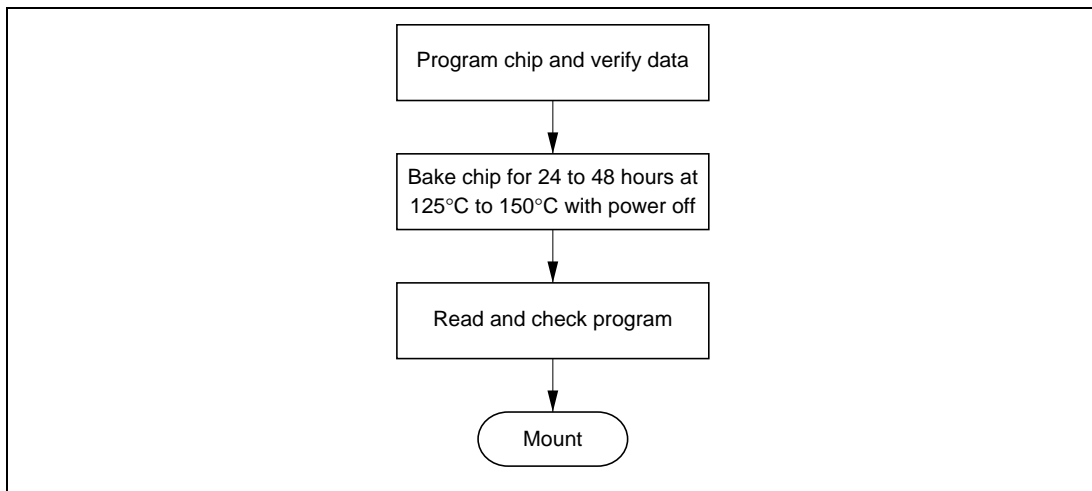 Program chip and verify data
Bake chip for 24 to 48 hours at
125°C to 150°C with power off
Read and check program
Mount